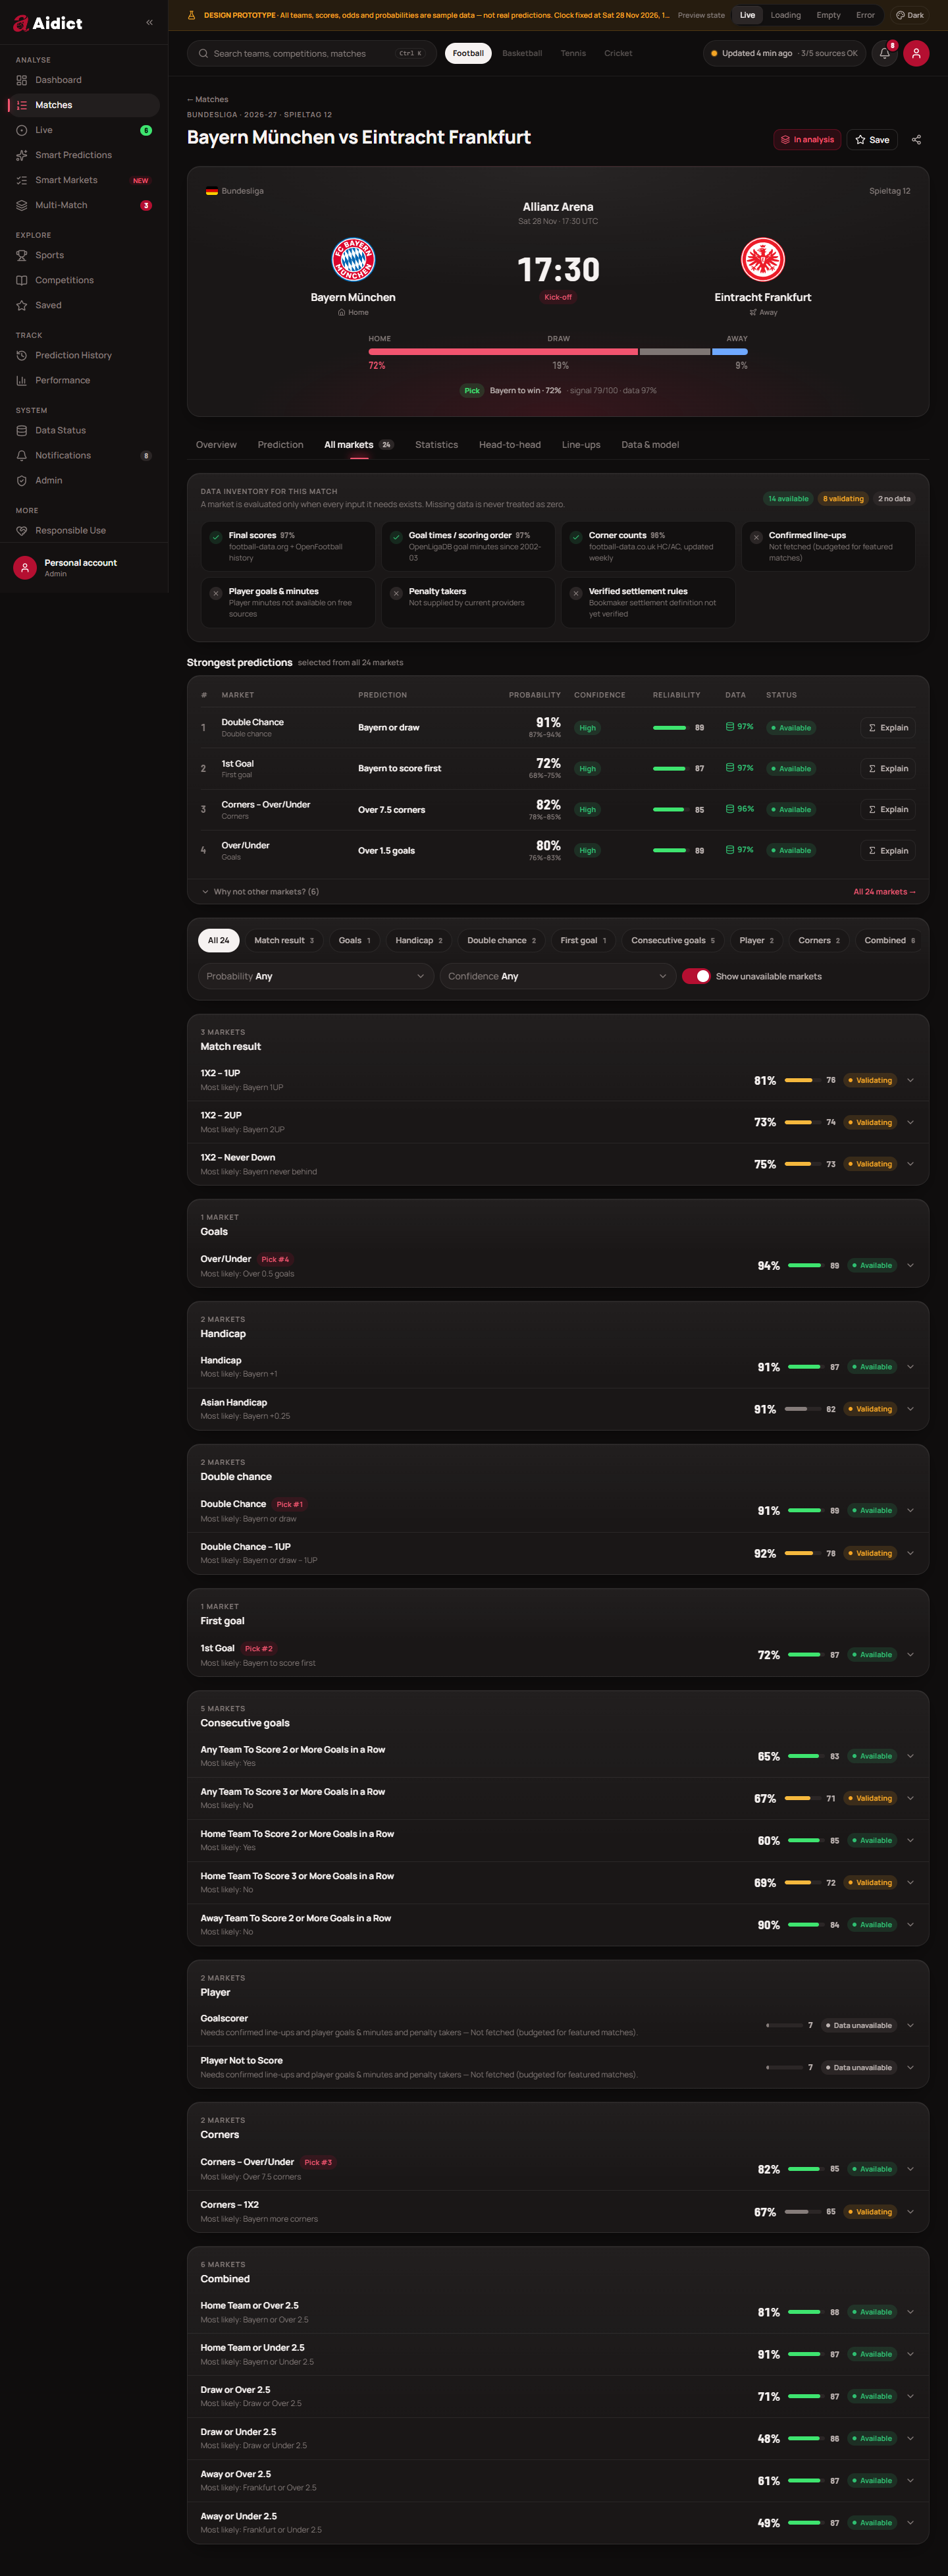 Aidict
ANALYSE
Dashboard
Matches
Live 6
Smart Predictions
Smart Markets NEW
Multi-Match 3
EXPLORE
Sports
Competitions
Saved
TRACK
Prediction History
Performance
SYSTEM
Data Status
Notifications 8
Admin
MORE
Responsible Use
Personal account
Admin
DESIGN PROTOTYPE · All teams, scores, odds and probabilities are sample data — not real predictions. Clock fixed at Sat 28 Nov 2026, 1...
Preview state Live Loading Empty Error Dark
Search teams, competitions, matches Ctrl K
Football Basketball Tennis Cricket
Updated 4 min ago · 3/5 sources OK
8
← Matches
BUNDESLIGA · 2026-27 · SPIELTAG 12
Bayern München vs Eintracht Frankfurt
In analysis Save
Bundesliga Spieltag 12
Allianz Arena
Sat 28 Nov · 17:30 UTC
FC BAYERN MÜNCHEN
17:30
Kick-off
Bayern München Eintracht Frankfurt
Home Away
HOME DRAW AWAY
72% 19% 9%
Pick Bayern to win · 72% · signal 79/100 · data 97%
Overview Prediction All markets 24 Statistics Head-to-head Line-ups Data & model
DATA INVENTORY FOR THIS MATCH
A market is evaluated only when every input it needs exists. Missing data is never treated as zero.
14 available 8 validating 2 no data
Final scores 97%
football-data.org + OpenFootball
history
Goal times / scoring order 97%
OpenLigaDB goal minutes since 2002-
03
Corner counts 96%
football-data.co.uk HC/AC, updated
weekly
Confirmed line-ups
Not fetched (budgeted for featured
matches)
Player goals & minutes
Player minutes not available on free
sources
Penalty takers
Not supplied by current providers
Verified settlement rules
Bookmaker settlement definition not
yet verified
Strongest predictions selected from all 24 markets
# MARKET PREDICTION PROBABILITY CONFIDENCE RELIABILITY DATA STATUS
1 Double Chance Bayern or draw 91% High 89 97% Available Explain
Double chance 87%–94%
2 1st Goal Bayern to score first 72% High 87 97% Available Explain
First goal 68%–75%
3 Corners – Over/Under Over 7.5 corners 82% High 85 96% Available Explain
Corners 78%–85%
4 Over/Under Over 1.5 goals 80% High 89 97% Available Explain
Goals 76%–83%
Why not other markets? (6) All 24 markets →
All 24 Match result 3 Goals 1 Handicap 2 Double chance 2 First goal 1 Consecutive goals 5 Player 2 Corners 2 Combined 6
Probability Any Confidence Any Show unavailable markets
3 MARKETS
Match result
1X2 – 1UP 81% 76 Validating
Most likely: Bayern 1UP
1X2 – 2UP 73% 74 Validating
Most likely: Bayern 2UP
1X2 – Never Down 75% 73 Validating
Most likely: Bayern never behind
1 MARKET
Goals
Over/Under Pick #4 94% 89 Available
Most likely: Over 0.5 goals
2 MARKETS
Handicap
Handicap 91% 87 Available
Most likely: Bayern +1
Asian Handicap 91% 62 Validating
Most likely: Bayern +0.25
2 MARKETS
Double chance
Double Chance Pick #1 91% 89 Available
Most likely: Bayern or draw
Double Chance – 1UP 92% 78 Validating
Most likely: Bayern or draw – 1UP
1 MARKET
First goal
1st Goal Pick #2 72% 87 Available
Most likely: Bayern to score first
5 MARKETS
Consecutive goals
Any Team To Score 2 or More Goals in a Row 65% 83 Available
Most likely: Yes
Any Team To Score 3 or More Goals in a Row 67% 71 Validating
Most likely: No
Home Team To Score 2 or More Goals in a Row 60% 85 Available
Most likely: Yes
Home Team To Score 3 or More Goals in a Row 69% 72 Validating
Most likely: No
Away Team To Score 2 or More Goals in a Row 90% 84 Available
Most likely: No
2 MARKETS
Player
Goalscorer 7 Data unavailable
Needs confirmed line-ups and player goals & minutes and penalty takers — Not fetched (budgeted for featured matches).
Player Not to Score 7 Data unavailable
Needs confirmed line-ups and player goals & minutes and penalty takers — Not fetched (budgeted for featured matches).
2 MARKETS
Corners
Corners – Over/Under Pick #3 82% 85 Available
Most likely: Over 7.5 corners
Corners – 1X2 67% 65 Validating
Most likely: Bayern more corners
6 MARKETS
Combined
Home Team or Over 2.5 81% 88 Available
Most likely: Bayern or Over 2.5
Home Team or Under 2.5 91% 87 Available
Most likely: Bayern or Under 2.5
Draw or Over 2.5 71% 87 Available
Most likely: Draw or Over 2.5
Draw or Under 2.5 48% 86 Available
Most likely: Draw or Under 2.5
Away or Over 2.5 61% 87 Available
Most likely: Frankfurt or Over 2.5
Away or Under 2.5 49% 87 Available
Most likely: Frankfurt or Under 2.5